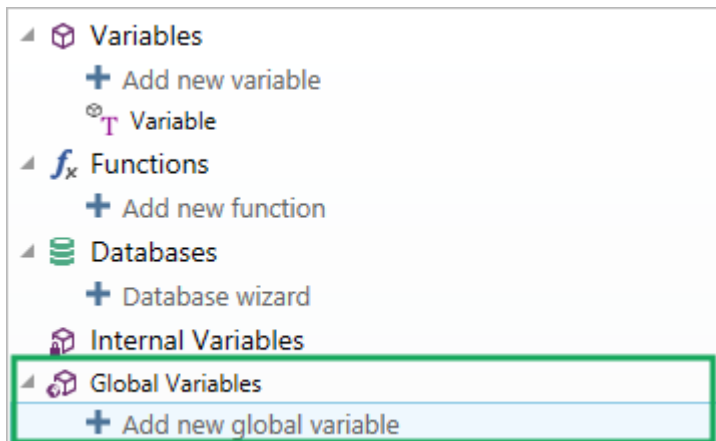 Variables
Add new variable
T Variable
fx Functions
Add new function
Databases
Database wizard
Internal Variables
Global Variables
Add new global variable